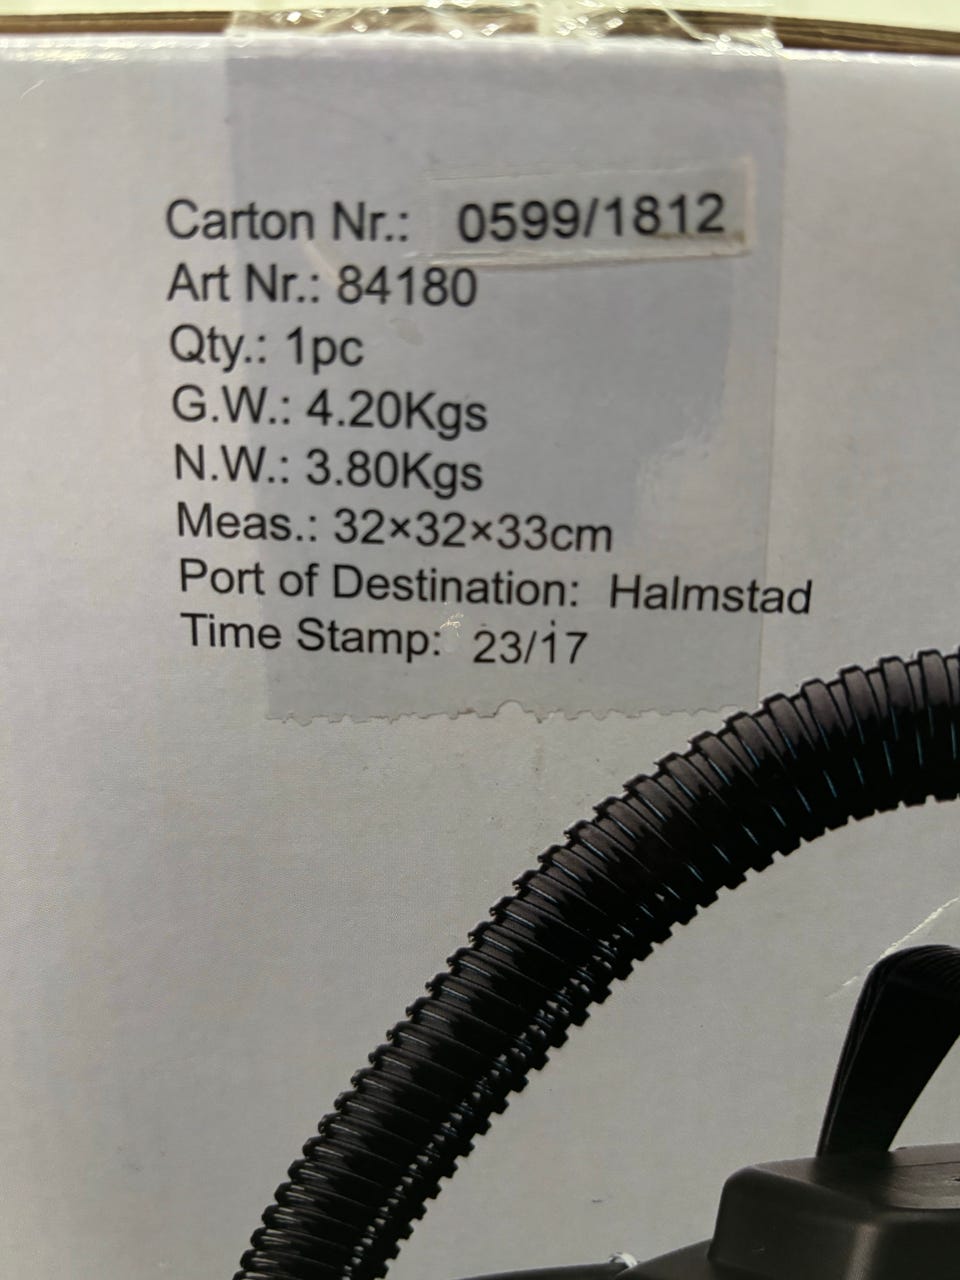 Carton Nr.: 0599/1812
Art Nr.: 84180
Qty.: 1pc
G.W.: 4.20Kgs
N.W.: 3.80Kgs
Meas.: 32×32×33cm
Port of Destination: Halmstad
Time Stamp: 23/17